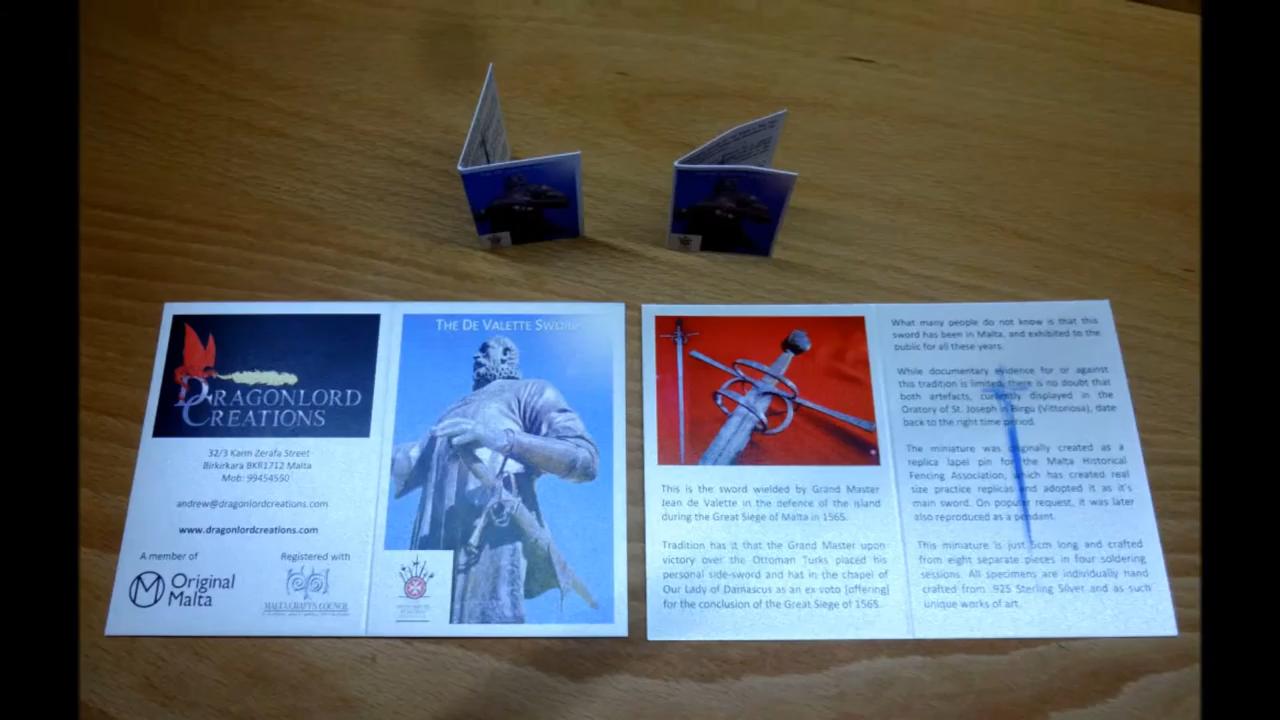 DRAGONLORD
CREATIONS
32/3 Karm Zerafa Street
Birkirkara BKR1712 Malta
Mob: 99454550
andrew@dragonlordcreations.com
www.dragonlordcreations.com
A member of
Original
Malta
Registered with
MALTA CRAFTS COUNCIL
THE DE VALETTE SWORD
This is the sword wielded by Grand Master
Jean de Valette in the defence of the island
during the Great Siege of Malta in 1565.
Tradition has it that the Grand Master upon
victory over the Ottoman Turks placed his
personal side-sword and hat in the chapel of
Our Lady of Damascus as an ex voto [offering]
for the conclusion of the Great Siege of 1565.
What many people do not know is that this
sword has been in Malta, and exhibited to the
public for all these years.
While documentary evidence for or against
this tradition is limited, there is no doubt that
both artefacts, currently displayed in the
Oratory of St. Joseph in Birgu (Vittoriosa), date
back to the right time period.
The miniature was originally created as a
replica lapel pin for the Malta Historical
Fencing Association, which has created real
size practice replicas and adopted it as it's
main sword. On popular request, it was later
also reproduced as a pendant.
This miniature is just 5cm long and crafted
from eight separate pieces in four soldering
sessions. All specimens are individually hand
crafted from .925 Sterling Silver and as such
unique works of art.